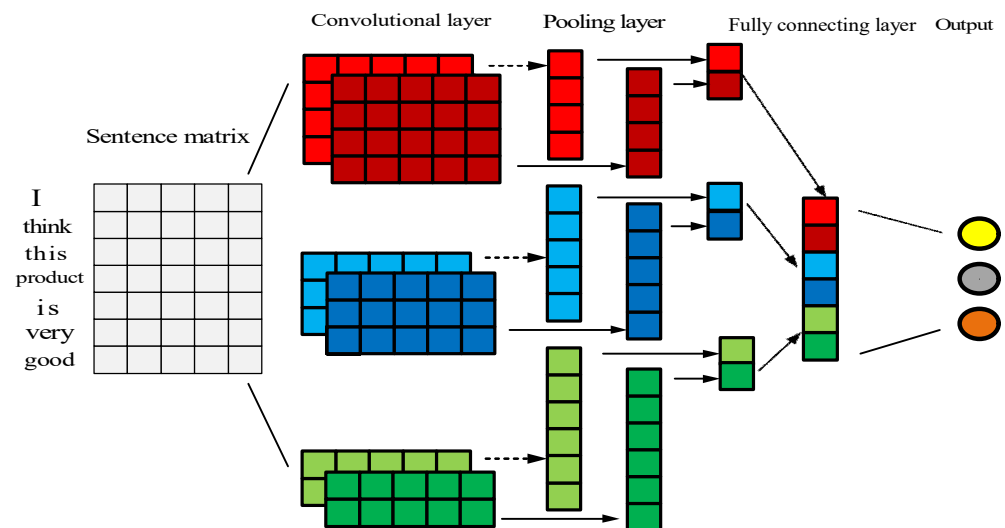 Convolutional layer
Pooling layer
Fully connecting layer
Output
Sentence matrix
I
think
this
product
is
very
good